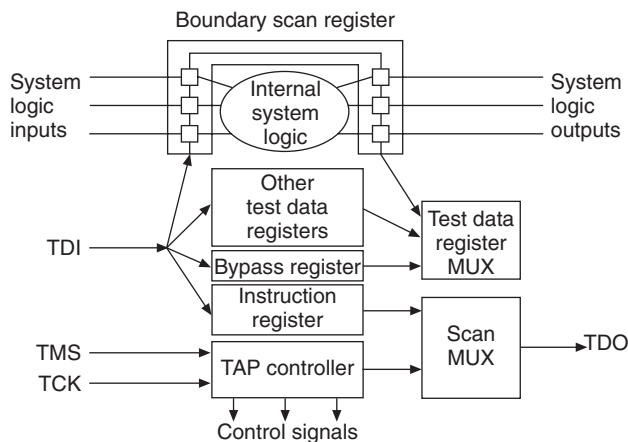 Boundary scan register
System
logic
inputs
Internal
system
logic
System
logic
outputs
Other
test data
registers
Test data
register
MUX
TDI
Bypass register
Instruction
register
Scan
MUX
TDO
TMS
TCK
TAP controller
Control signals